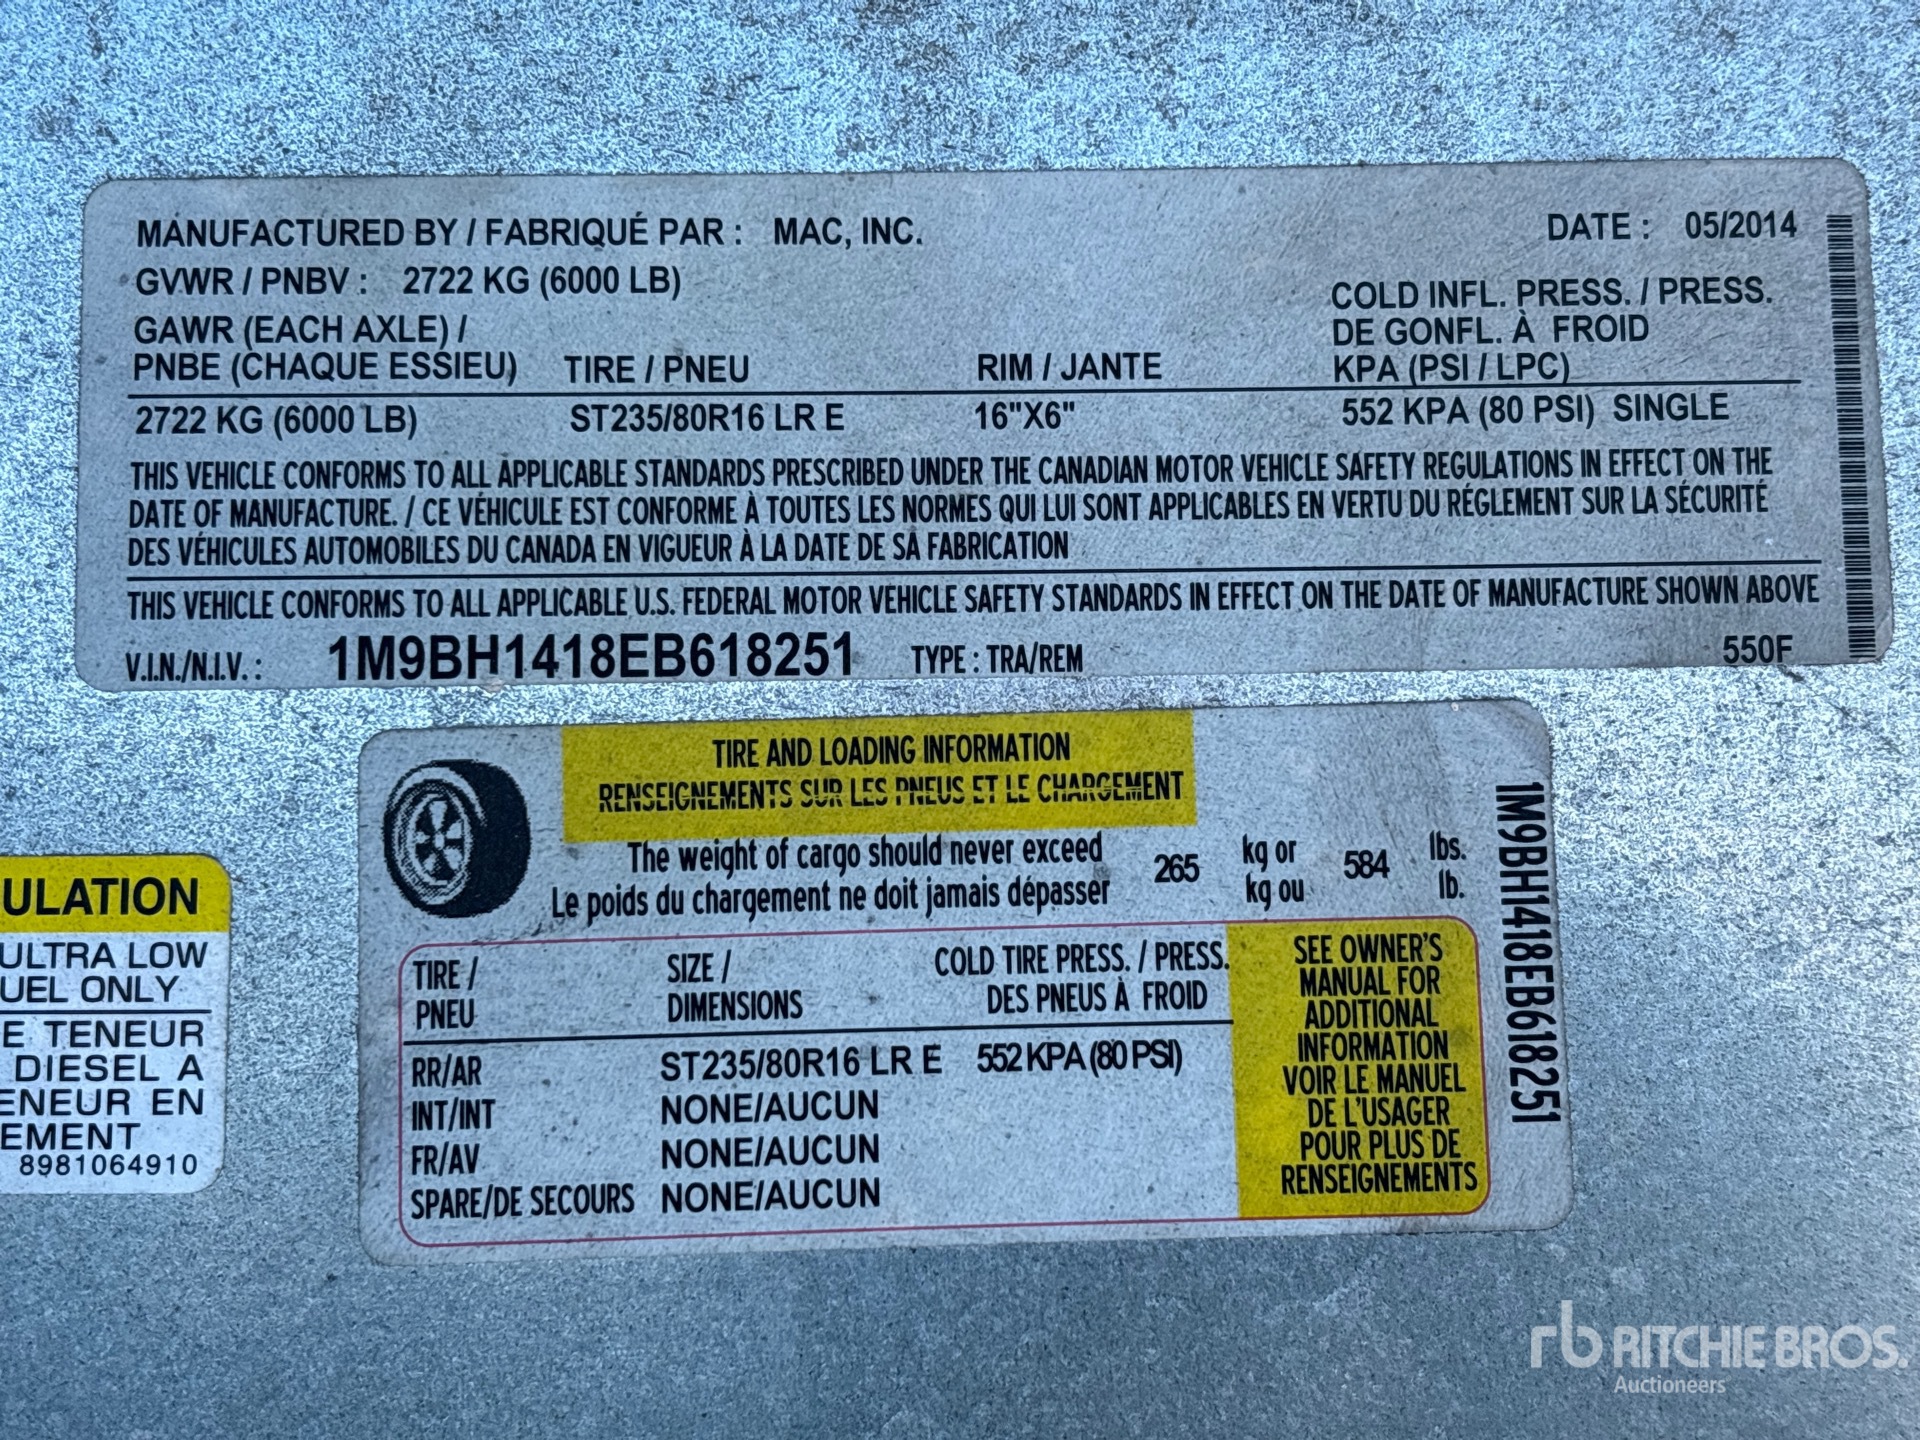 MANUFACTURED BY / FABRIQUÉ PAR : MAC, INC. DATE : 05/2014
GVWR / PNBV : 2722 KG (6000 LB)
GAWR (EACH AXLE) /
PNBE (CHAQUE ESSIEU) TIRE / PNEU RIM / JANTE
COLD INFL. PRESS. / PRESS.
DE GONFL. À FROID
KPA (PSI / LPC)
2722 KG (6000 LB) ST235/80R16 LR E 16"X6" 552 KPA (80 PSI) SINGLE
THIS VEHICLE CONFORMS TO ALL APPLICABLE STANDARDS PRESCRIBED UNDER THE CANADIAN MOTOR VEHICLE SAFETY REGULATIONS IN EFFECT ON THE
DATE OF MANUFACTURE. / CE VÉHICULE EST CONFORME À TOUTES LES NORMES QUI LUI SONT APPLICABLES EN VERTU DU RÉGLEMENT SUR LA SÉCURITÉ
DES VÉHICULES AUTOMOBILES DU CANADA EN VIGUEUR À LA DATE DE SA FABRICATION
THIS VEHICLE CONFORMS TO ALL APPLICABLE U.S. FEDERAL MOTOR VEHICLE SAFETY STANDARDS IN EFFECT ON THE DATE OF MANUFACTURE SHOWN ABOVE
V.I.N./N.I.V. : 1M9BH1418EB618251 TYPE : TRA/REM 550F
TIRE AND LOADING INFORMATION
RENSEIGNEMENTS SUR LES PNEUS ET LE CHARGEMENT
The weight of cargo should never exceed
Le poids du chargement ne doit jamais dépasser
265 kg or 584 lbs.
kg ou lb.
TIRE /
PNEU
SIZE /
DIMENSIONS
COLD TIRE PRESS. / PRESS.
DES PNEUS À FROID
RR/AR ST235/80R16 LR E 552 KPA (80 PSI)
INT/INT NONE/AUCUN
FR/AV NONE/AUCUN
SPARE/DE SECOURS NONE/AUCUN
SEE OWNER'S
MANUAL FOR
ADDITIONAL
INFORMATION
VOIR LE MANUEL
DE L'USAGER
POUR PLUS DE
RENSEIGNEMENTS
1M9BH1418EB618251
ULATION
ULTRA LOW
UEL ONLY
E TENEUR
DIESEL A
ENEUR EN
EMENT
8981064910
rb RITCHIE BROS.
Auctioneers